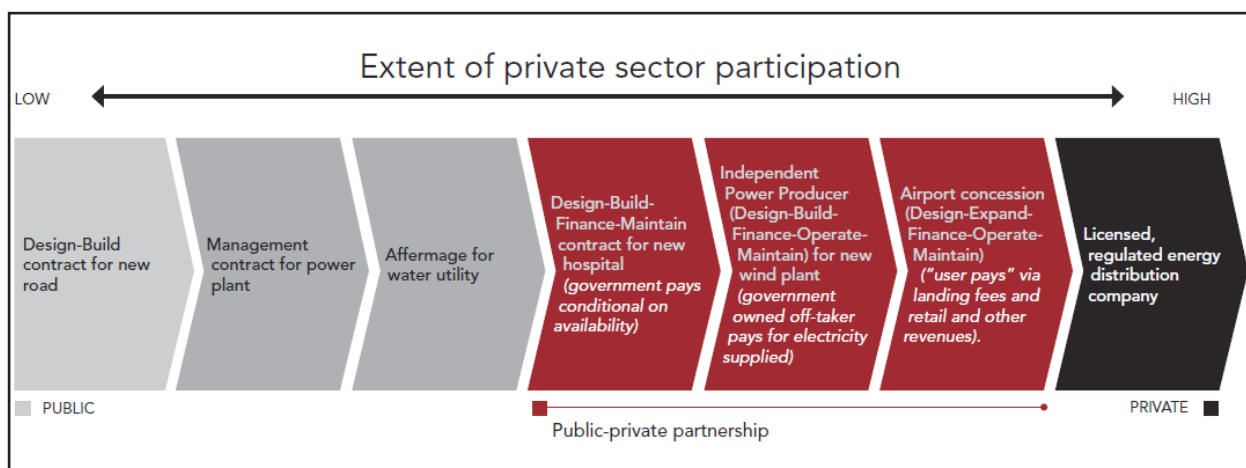 Extent of private sector participation
LOW
HIGH
Design-Build
contract for new
road
Management
contract for power
plant
Affermage for
water utility
Design-Build-
Finance-Maintain
contract for new
hospital
(government pays
conditional on
availability)
Independent
Power Producer
(Design-Build-
Finance-Operate-
Maintain) for new
wind plant
(government
owned off-taker
pays for electricity
supplied)
Airport concession
(Design-Expand-
Finance-Operate-
Maintain)
(“user pays” via
landing fees and
retail and other
revenues).
Licensed,
regulated energy
distribution
company
PUBLIC
PRIVATE
Public-private partnership